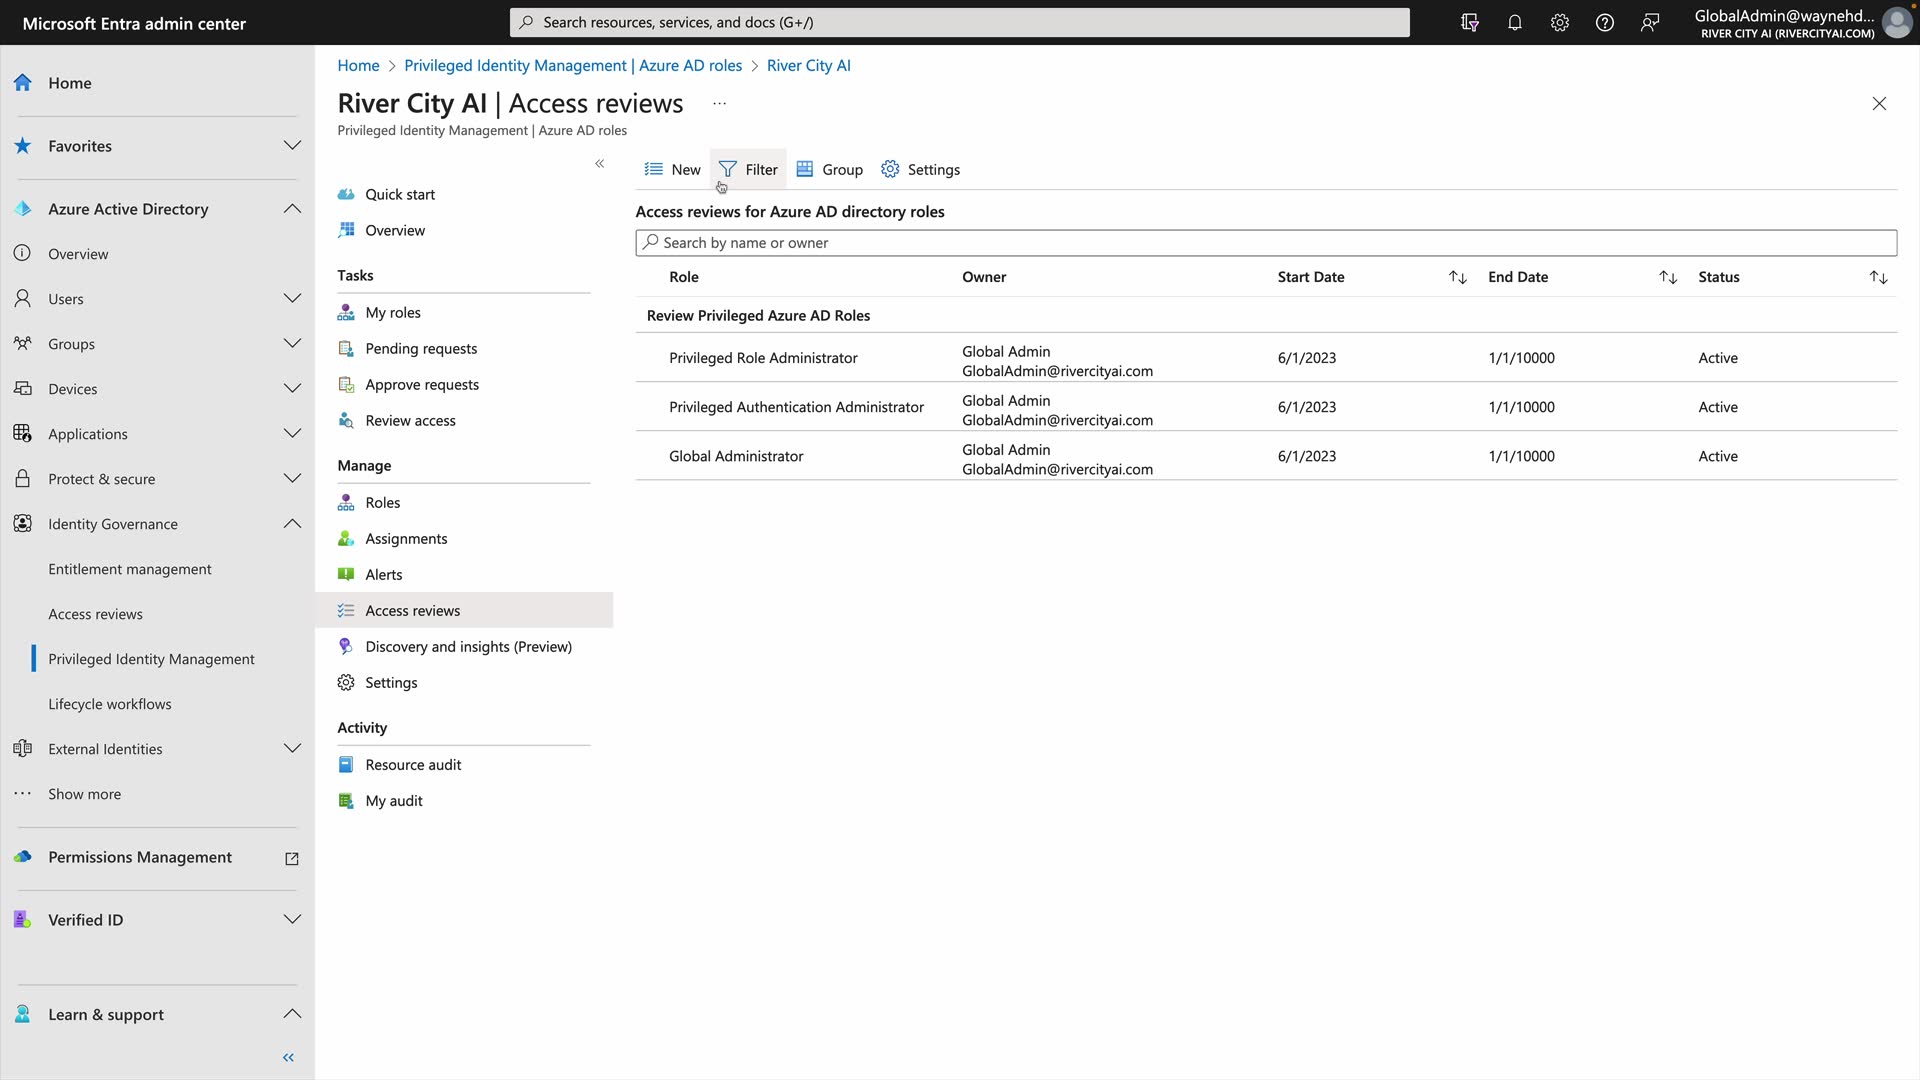 Microsoft Entra admin center
Search resources, services, and docs (G+/)
GlobalAdmin@waynehd...
RIVER CITY AI (RIVERCITYAI.COM)
Home
Favorites
Azure Active Directory
Overview
Users
Groups
Devices
Applications
Protect & secure
Identity Governance
Entitlement management
Access reviews
Privileged Identity Management
Lifecycle workflows
External Identities
Show more
Permissions Management
Verified ID
Learn & support
Home > Privileged Identity Management | Azure AD roles > River City AI
River City AI | Access reviews ...
Privileged Identity Management | Azure AD roles
Quick start
Overview
Tasks
My roles
Pending requests
Approve requests
Review access
Manage
Roles
Assignments
Alerts
Access reviews
Discovery and insights (Preview)
Settings
Activity
Resource audit
My audit
New Filter Group Settings
Access reviews for Azure AD directory roles
Search by name or owner
Role Owner Start Date End Date Status
Review Privileged Azure AD Roles
Privileged Role Administrator Global Admin 6/1/2023 1/1/10000 Active
GlobalAdmin@rivercityai.com
Privileged Authentication Administrator Global Admin 6/1/2023 1/1/10000 Active
GlobalAdmin@rivercityai.com
Global Administrator Global Admin 6/1/2023 1/1/10000 Active
GlobalAdmin@rivercityai.com